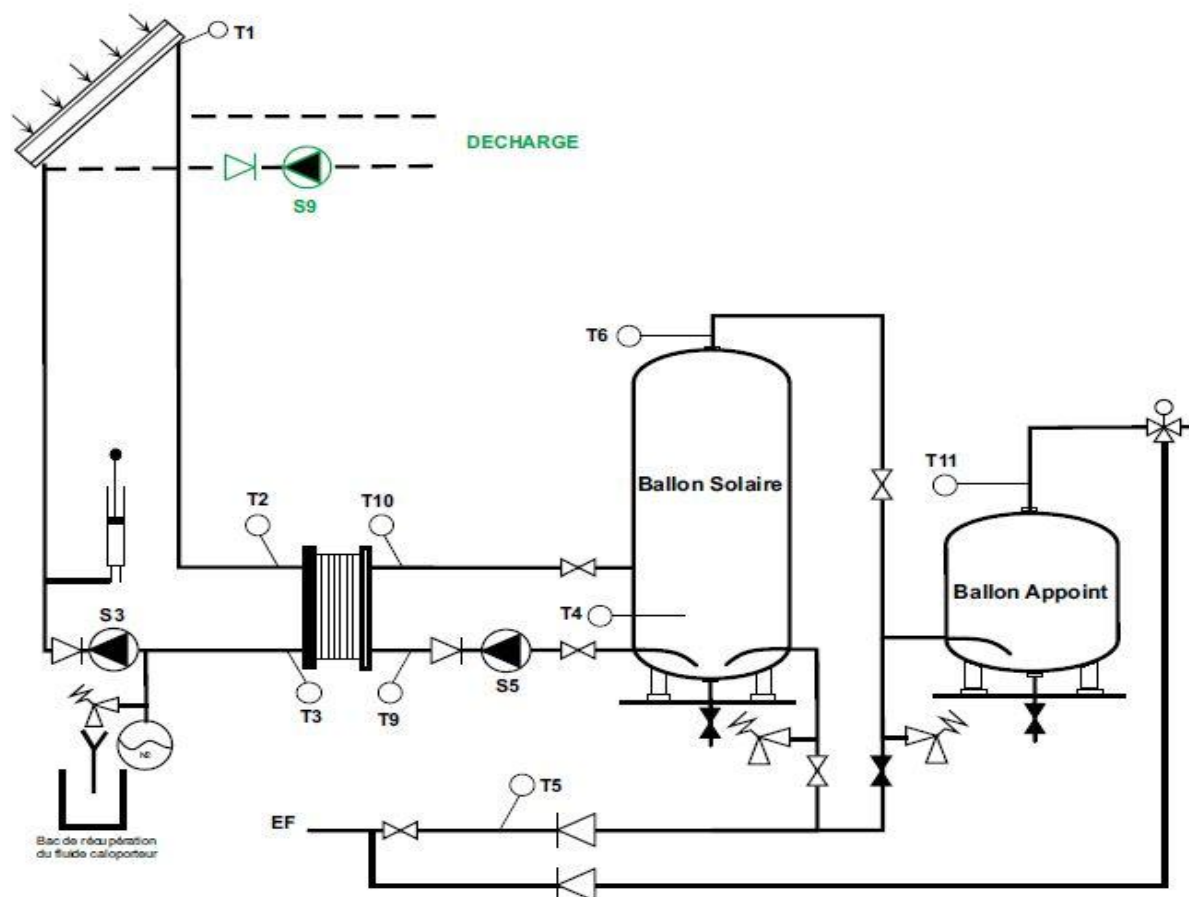 T1
DECHARGE
S9
T6
T11
Ballon Solaire
T2
T10
Ballon Appoint
T4
S3
S5
T3
T9
N2
T5
EF
Bac de récupération
du fluide caloporteur